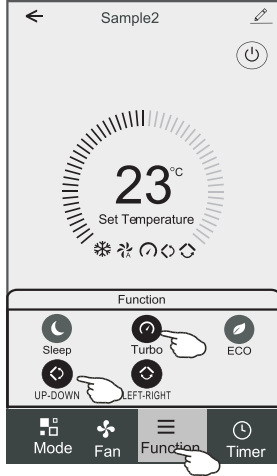 Sample2
23°C
Set Temperature
A
Function
Sleep Turbo ECO
UP-DOWN LEFT-RIGHT
Mode Fan Function Timer